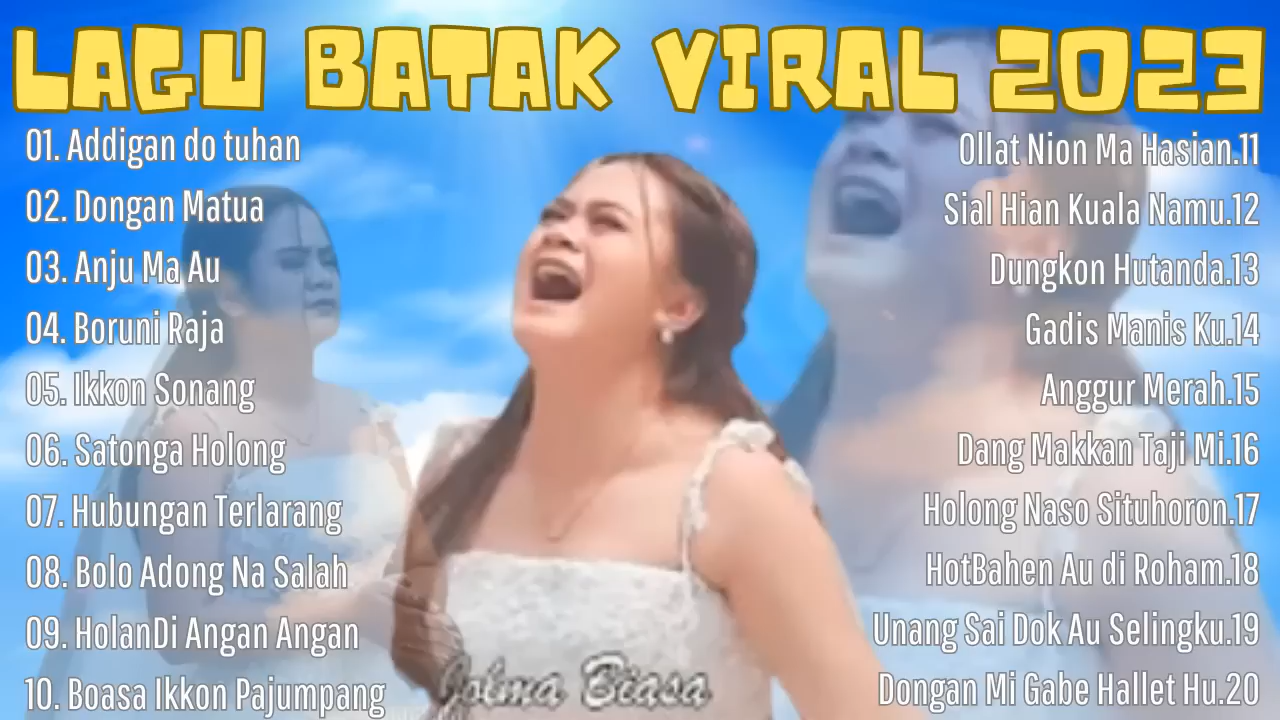 LAGU BATAK VIRAL 2023
01. Addigan do tuhan
02. Dongan Matua
03. Anju Ma Au
04. Boruni Raja
05. Ikkon Sonang
06. Satonga Holong
07. Hubungan Terlarang
08. Bolo Adong Na Salah
09. HolanDi Angan Angan
10. Boasa Ikkon Pajumpang
Ollat Nion Ma Hasian.11
Sial Hian Kuala Namu.12
Dungkon Hutanda.13
Gadis Manis Ku.14
Anggur Merah.15
Dang Makkan Taji Mi.16
Holong Naso Situhoron.17
HotBahen Au di Roham.18
Unang Sai Dok Au Selingku.19
Dongan Mi Gabe Hallet Hu.20
Jolma Biasa